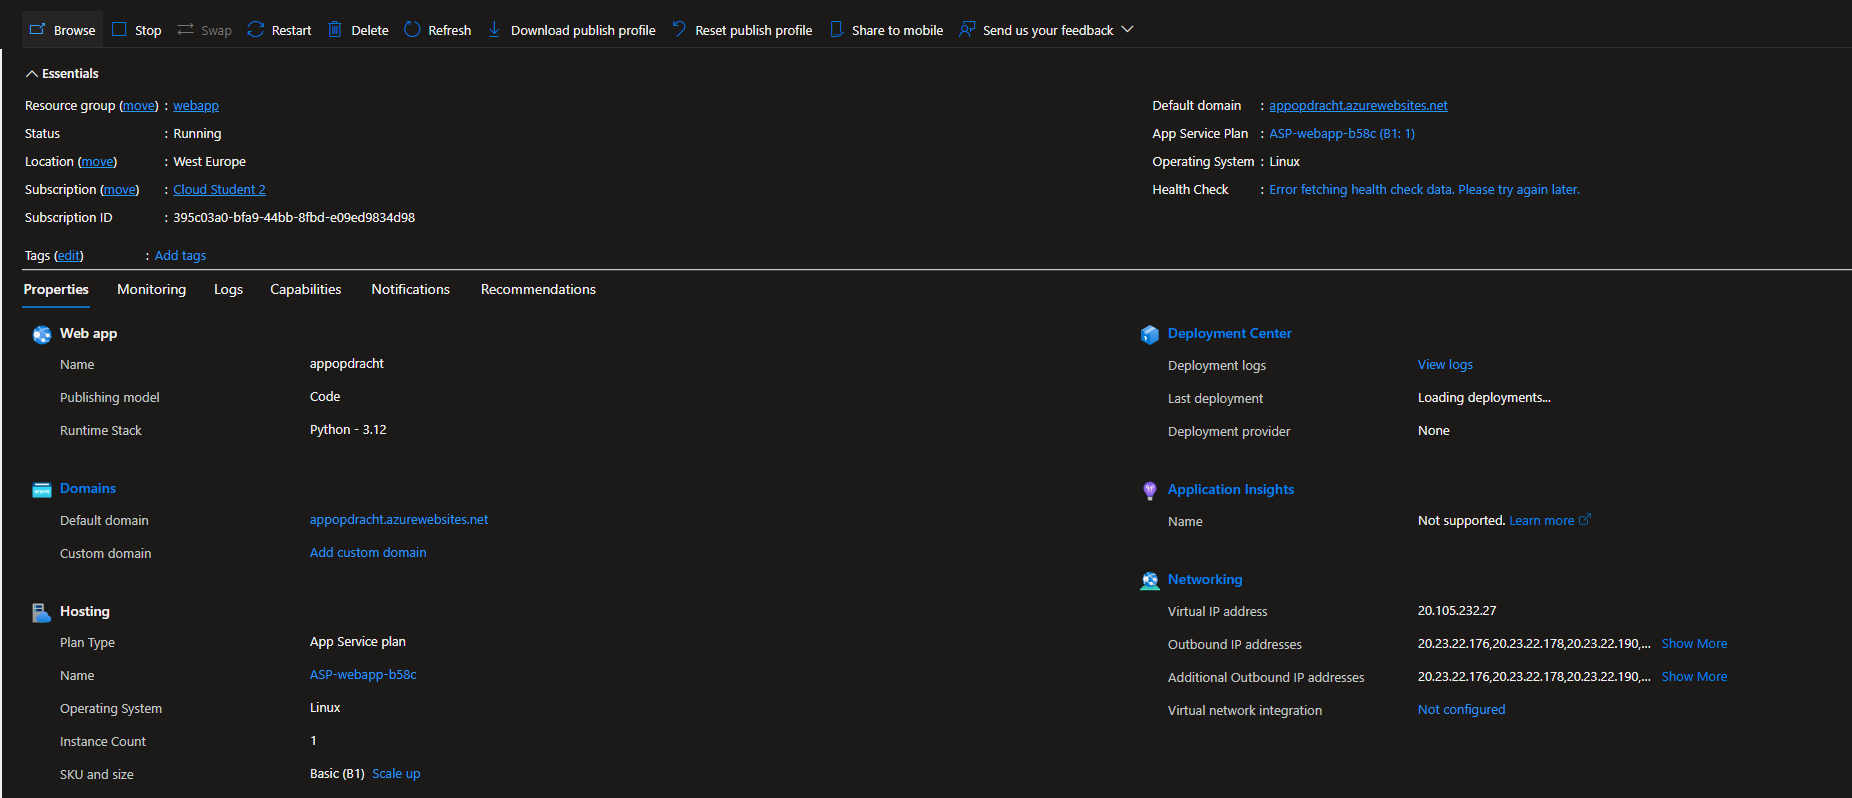 Browse Stop Swap Restart Delete Refresh Download publish profile Reset publish profile Share to mobile Send us your feedback
Essentials
Resource group (move) : webapp
Status : Running
Location (move) : West Europe
Subscription (move) : Cloud Student 2
Subscription ID : 395c03a0-bfa9-44bb-8fbd-e09ed9834d98
Tags (edit) : Add tags
Default domain : appopdracht.azurewebsites.net
App Service Plan : ASP-webapp-b58c (B1: 1)
Operating System : Linux
Health Check : Error fetching health check data. Please try again later.
Properties Monitoring Logs Capabilities Notifications Recommendations
Web app
Name appopdracht
Publishing model Code
Runtime Stack Python - 3.12
Domains
Default domain appopdracht.azurewebsites.net
Custom domain Add custom domain
Hosting
Plan Type App Service plan
Name ASP-webapp-b58c
Operating System Linux
Instance Count 1
SKU and size Basic (B1) Scale up
Deployment Center
Deployment logs View logs
Last deployment Loading deployments...
Deployment provider None
Application Insights
Name Not supported. Learn more
Networking
Virtual IP address 20.105.232.27
Outbound IP addresses 20.23.22.176,20.23.22.178,20.23.22.190,... Show More
Additional Outbound IP addresses 20.23.22.176,20.23.22.178,20.23.22.190,... Show More
Virtual network integration Not configured